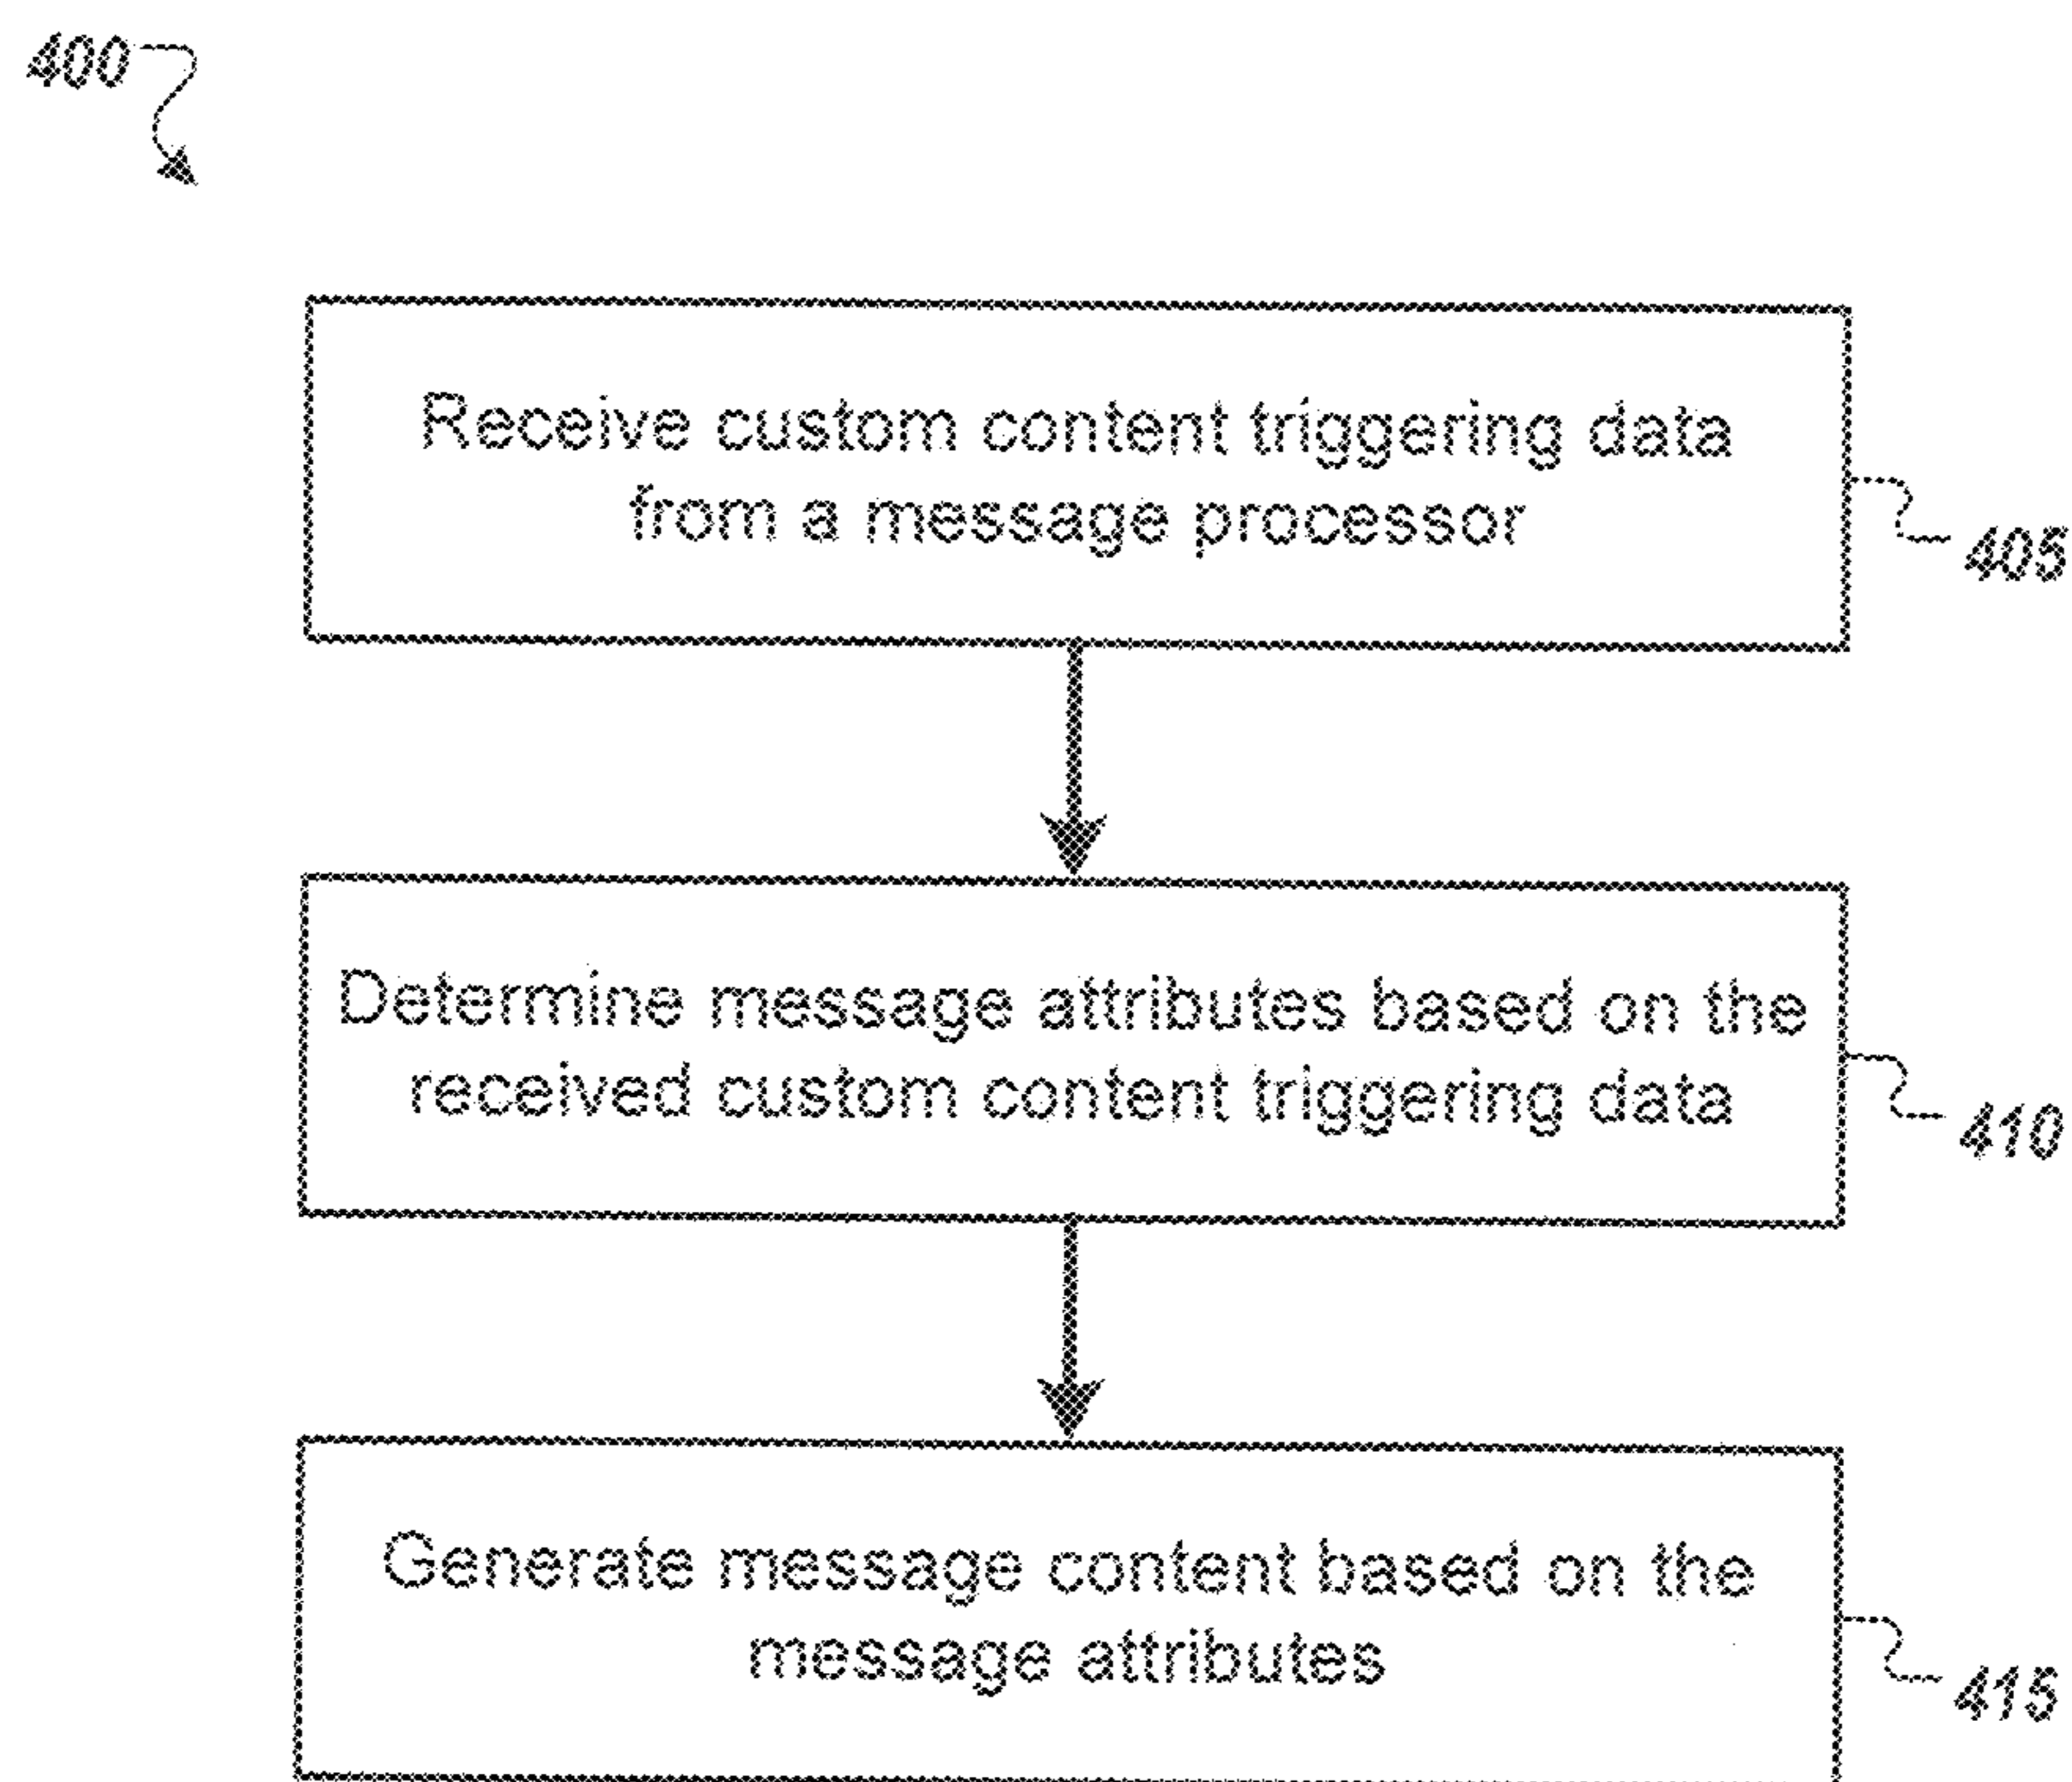 400
Receive custom content triggering data
from a message processor
405
Determine message attributes based on the
received custom content triggering data
410
Generate message content based on the
message attributes
415